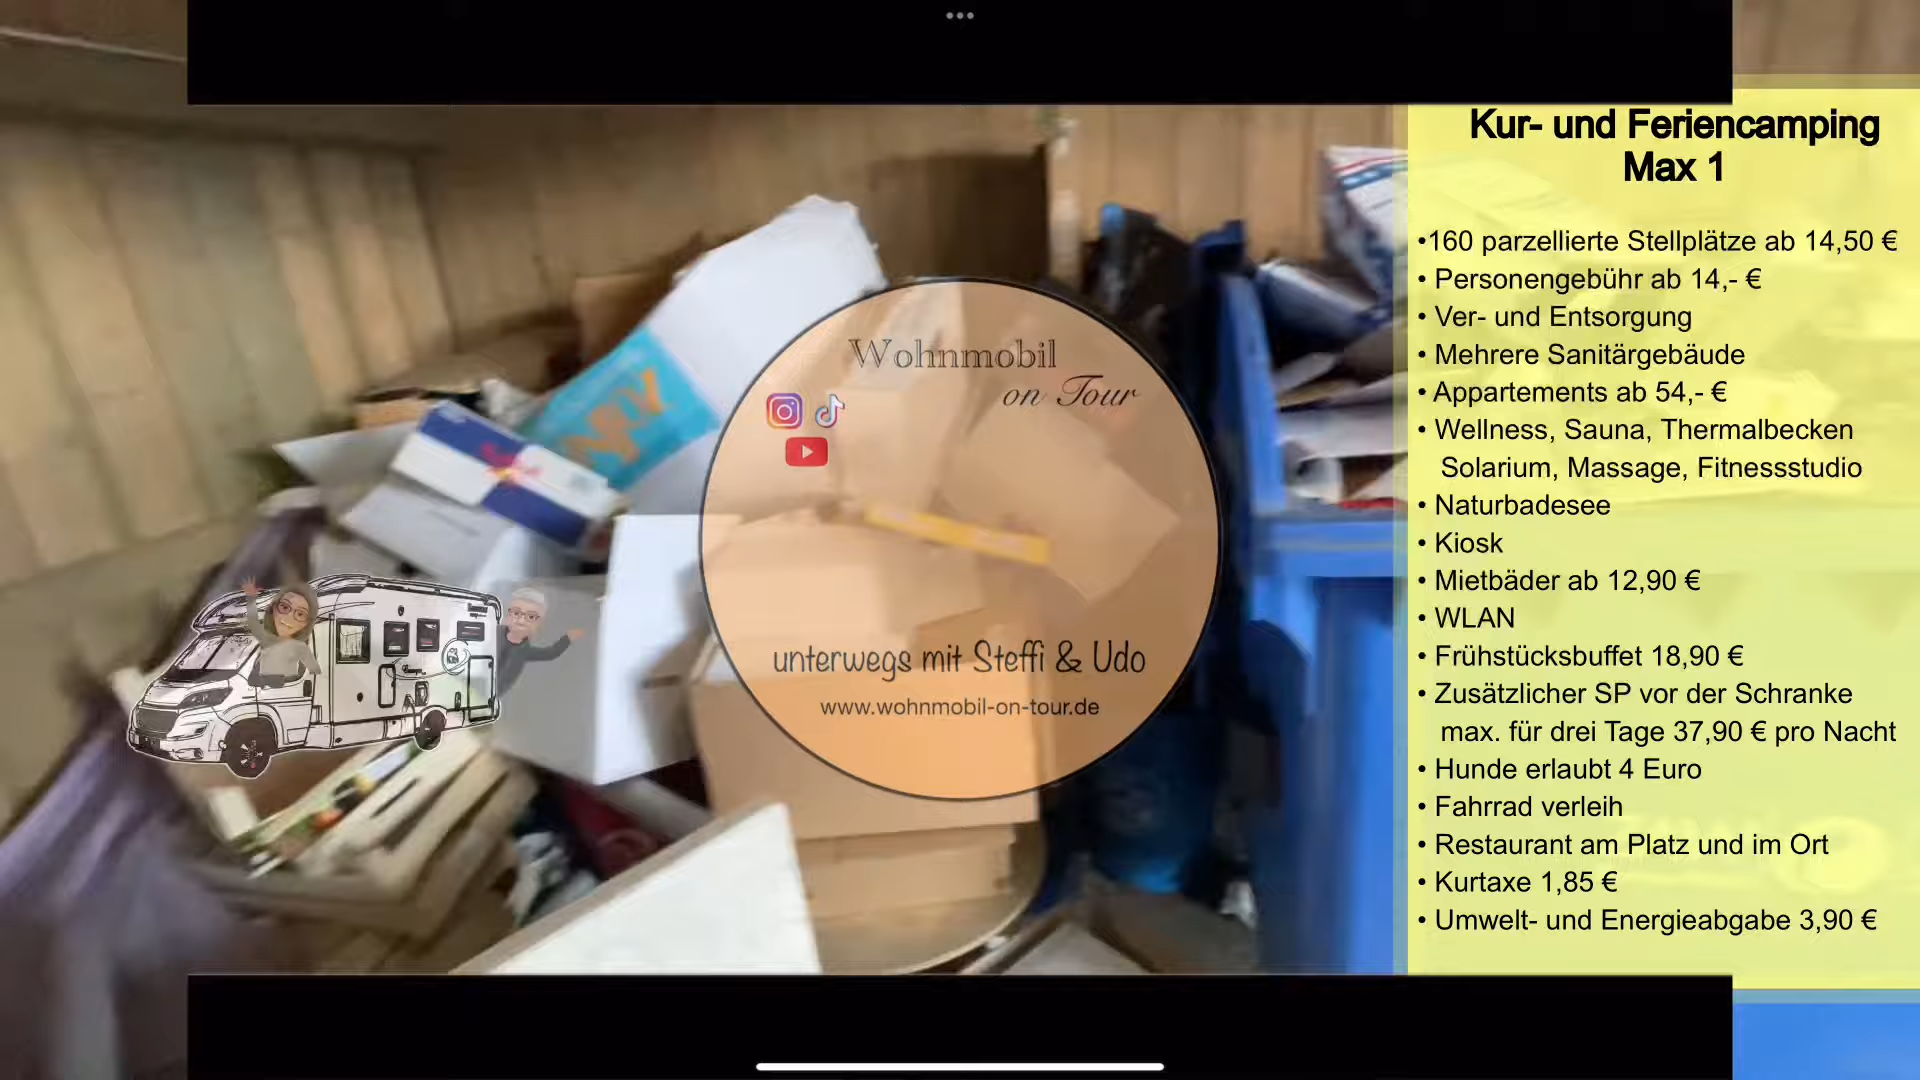 Kur- und Feriencamping
Max 1
•160 parzellierte Stellplätze ab 14,50 €
• Personengebühr ab 14,- €
• Ver- und Entsorgung
• Mehrere Sanitärgebäude
• Appartements ab 54,- €
• Wellness, Sauna, Thermalbecken
Solarium, Massage, Fitnessstudio
• Naturbadesee
• Kiosk
• Mietbäder ab 12,90 €
• WLAN
• Frühstücksbuffet 18,90 €
• Zusätzlicher SP vor der Schranke
max. für drei Tage 37,90 € pro Nacht
• Hunde erlaubt 4 Euro
• Fahrrad verleih
• Restaurant am Platz und im Ort
• Kurtaxe 1,85 €
• Umwelt- und Energieabgabe 3,90 €
Wohnmobil
on Tour
unterwegs mit Steffi & Udo
www.wohnmobil-on-tour.de